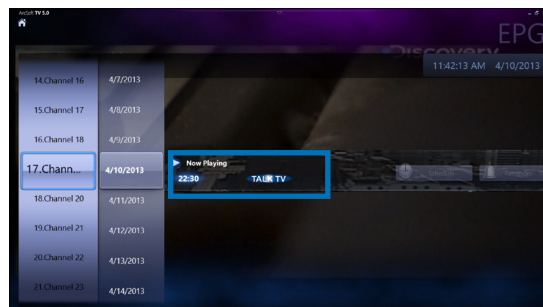 ArcSoft TV 5.0
EPG
Discovery
11:42:13 AM 4/10/2013
14.Channel 16 4/7/2013
15.Channel 17 4/8/2013
16.Channel 18 4/9/2013
17.Chann... 4/10/2013
Now Playing
22:30 TALK TV
Schedule
18.Channel 20 4/11/2013
19.Channel 21 4/12/2013
20.Channel 22 4/13/2013
21.Channel 23 4/14/2013